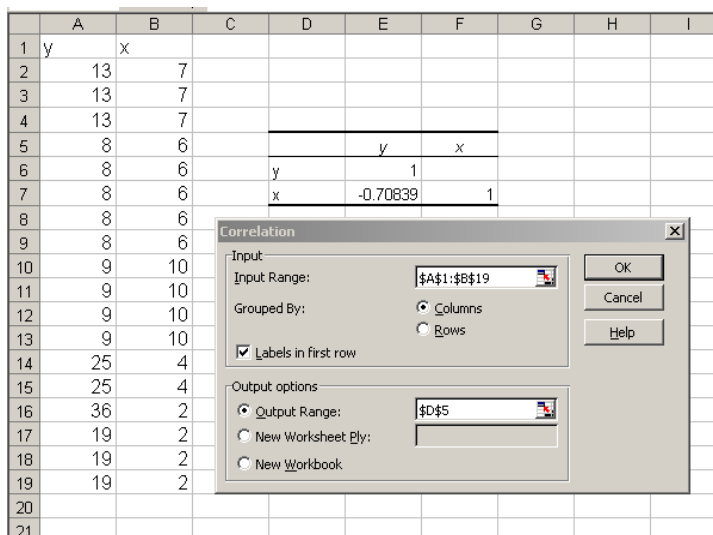 A B C D E F G H I
1 y x
2 13 7
3 13 7
4 13 7
5 8 6 y x
6 8 6 y 1
7 8 6 x -0.70839 1
8 8 6
9 8 6
10 9 10
11 9 10
12 9 10
13 9 10
14 25 4
15 25 4
16 36 2
17 19 2
18 19 2
19 19 2
20
21
Correlation
Input
Input Range: $A$1:$B$19
Grouped By: Columns
Rows
Labels in first row
Output options
Output Range: $D$5
New Worksheet Ply:
New Workbook
OK
Cancel
Help